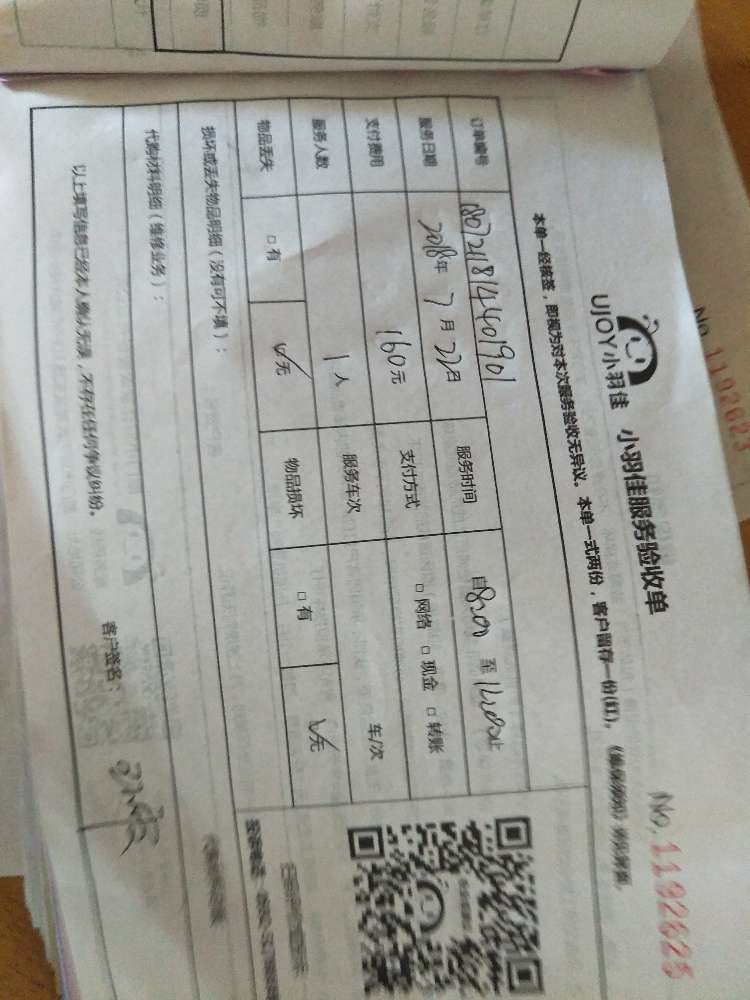 No.1192623
UJOY小羽佳 小羽佳服务验收单
No.1192625
本单一经核签，即视为对本次服务验收无异议。本单一式两份，客户留存一份(红)。
订单编号 服务时间 自8:00 至 止
服务日期 2018年 7月 22日 支付方式 □网络 □现金 □转账
支付费用 160元 服务车次 车/次
服务人数 1人 物品损坏 □有 无
物品丢失 □有 无
损坏或丢失物品明细（没有可不填）：
代购材料明细（维修业务）：
以上填写信息已经本人确认无误，不存在任何争议纠纷。 客户签名：